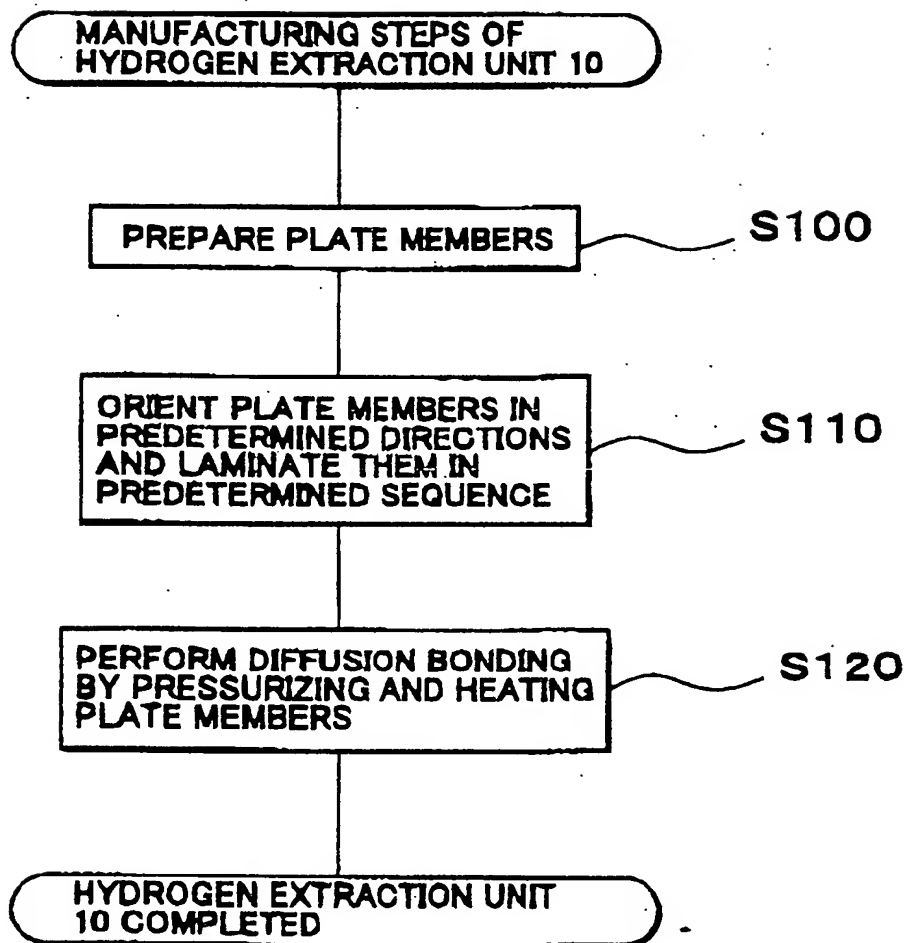 MANUFACTURING STEPS OF
HYDROGEN EXTRACTION UNIT 10
PREPARE PLATE MEMBERS
S100
ORIENT PLATE MEMBERS IN
PREDETERMINED DIRECTIONS
AND LAMINATE THEM IN
PREDETERMINED SEQUENCE
S110
PERFORM DIFFUSION BONDING
BY PRESSURIZING AND HEATING
PLATE MEMBERS
S120
HYDROGEN EXTRACTION UNIT
10 COMPLETED